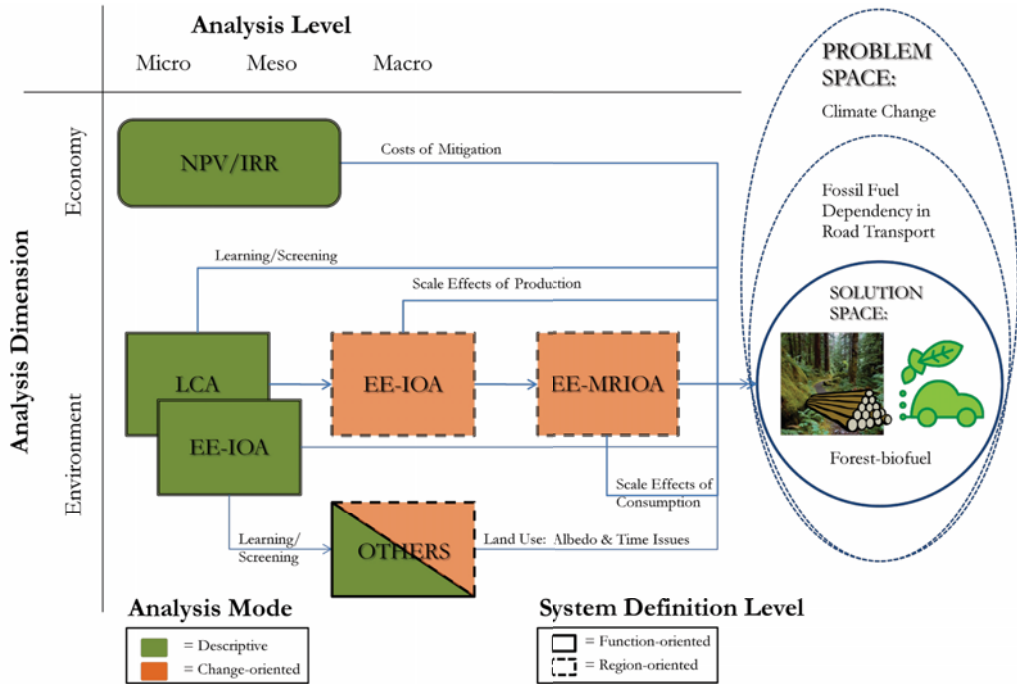 Analysis Level
Micro Meso Macro
PROBLEM
SPACE:
Climate Change
Economy
NPV/IRR
Costs of Mitigation
Fossil Fuel
Dependency in
Road Transport
Analysis Dimension
Learning/Screening
Scale Effects of Production
SOLUTION
SPACE:
LCA
EE-IOA
EE-MRIOA
EE-IOA
Forest-biofuel
Environment
Scale Effects of
Consumption
Learning/
Screening
OTHERS
Land Use: Albedo & Time Issues
Analysis Mode
= Descriptive
= Change-oriented
System Definition Level
= Function-oriented
= Region-oriented